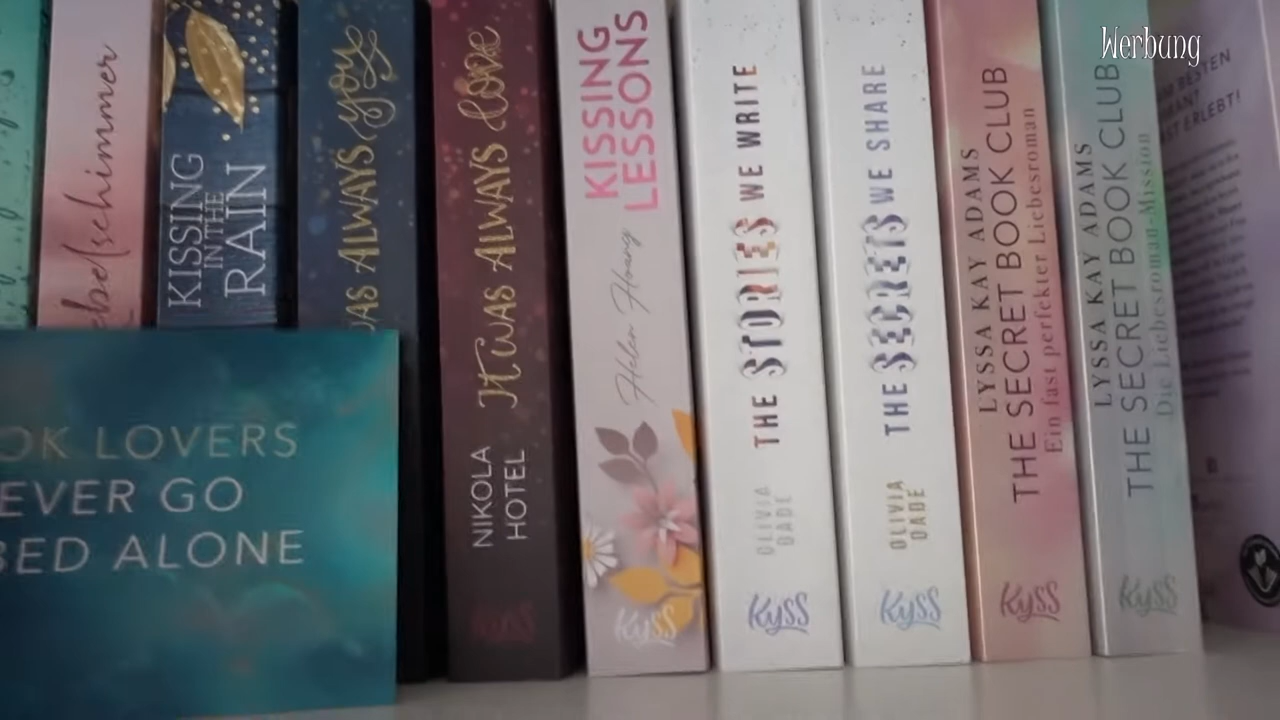 Werbung
KISSING
IN THE
RAIN
WAS ALWAYS you
IT WAS ALWAYS love
NIKOLA
HOTEL
KISSING
LESSONS
Helen Hoang
Kyss
THE STORIES WE WRITE
OLIVIA
DADE
Kyss
THE SECRETS WE SHARE
OLIVIA
DADE
Kyss
LYSSA KAY ADAMS
THE SECRET BOOK CLUB
Ein fast perfekter Liebesroman
Kyss
LYSSA KAY ADAMS
THE SECRET BOOK CLUB
Die Liebesroman-Mission
Kyss
BESTEN
ERLEBT!
OK LOVERS
EVER GO
BED ALONE